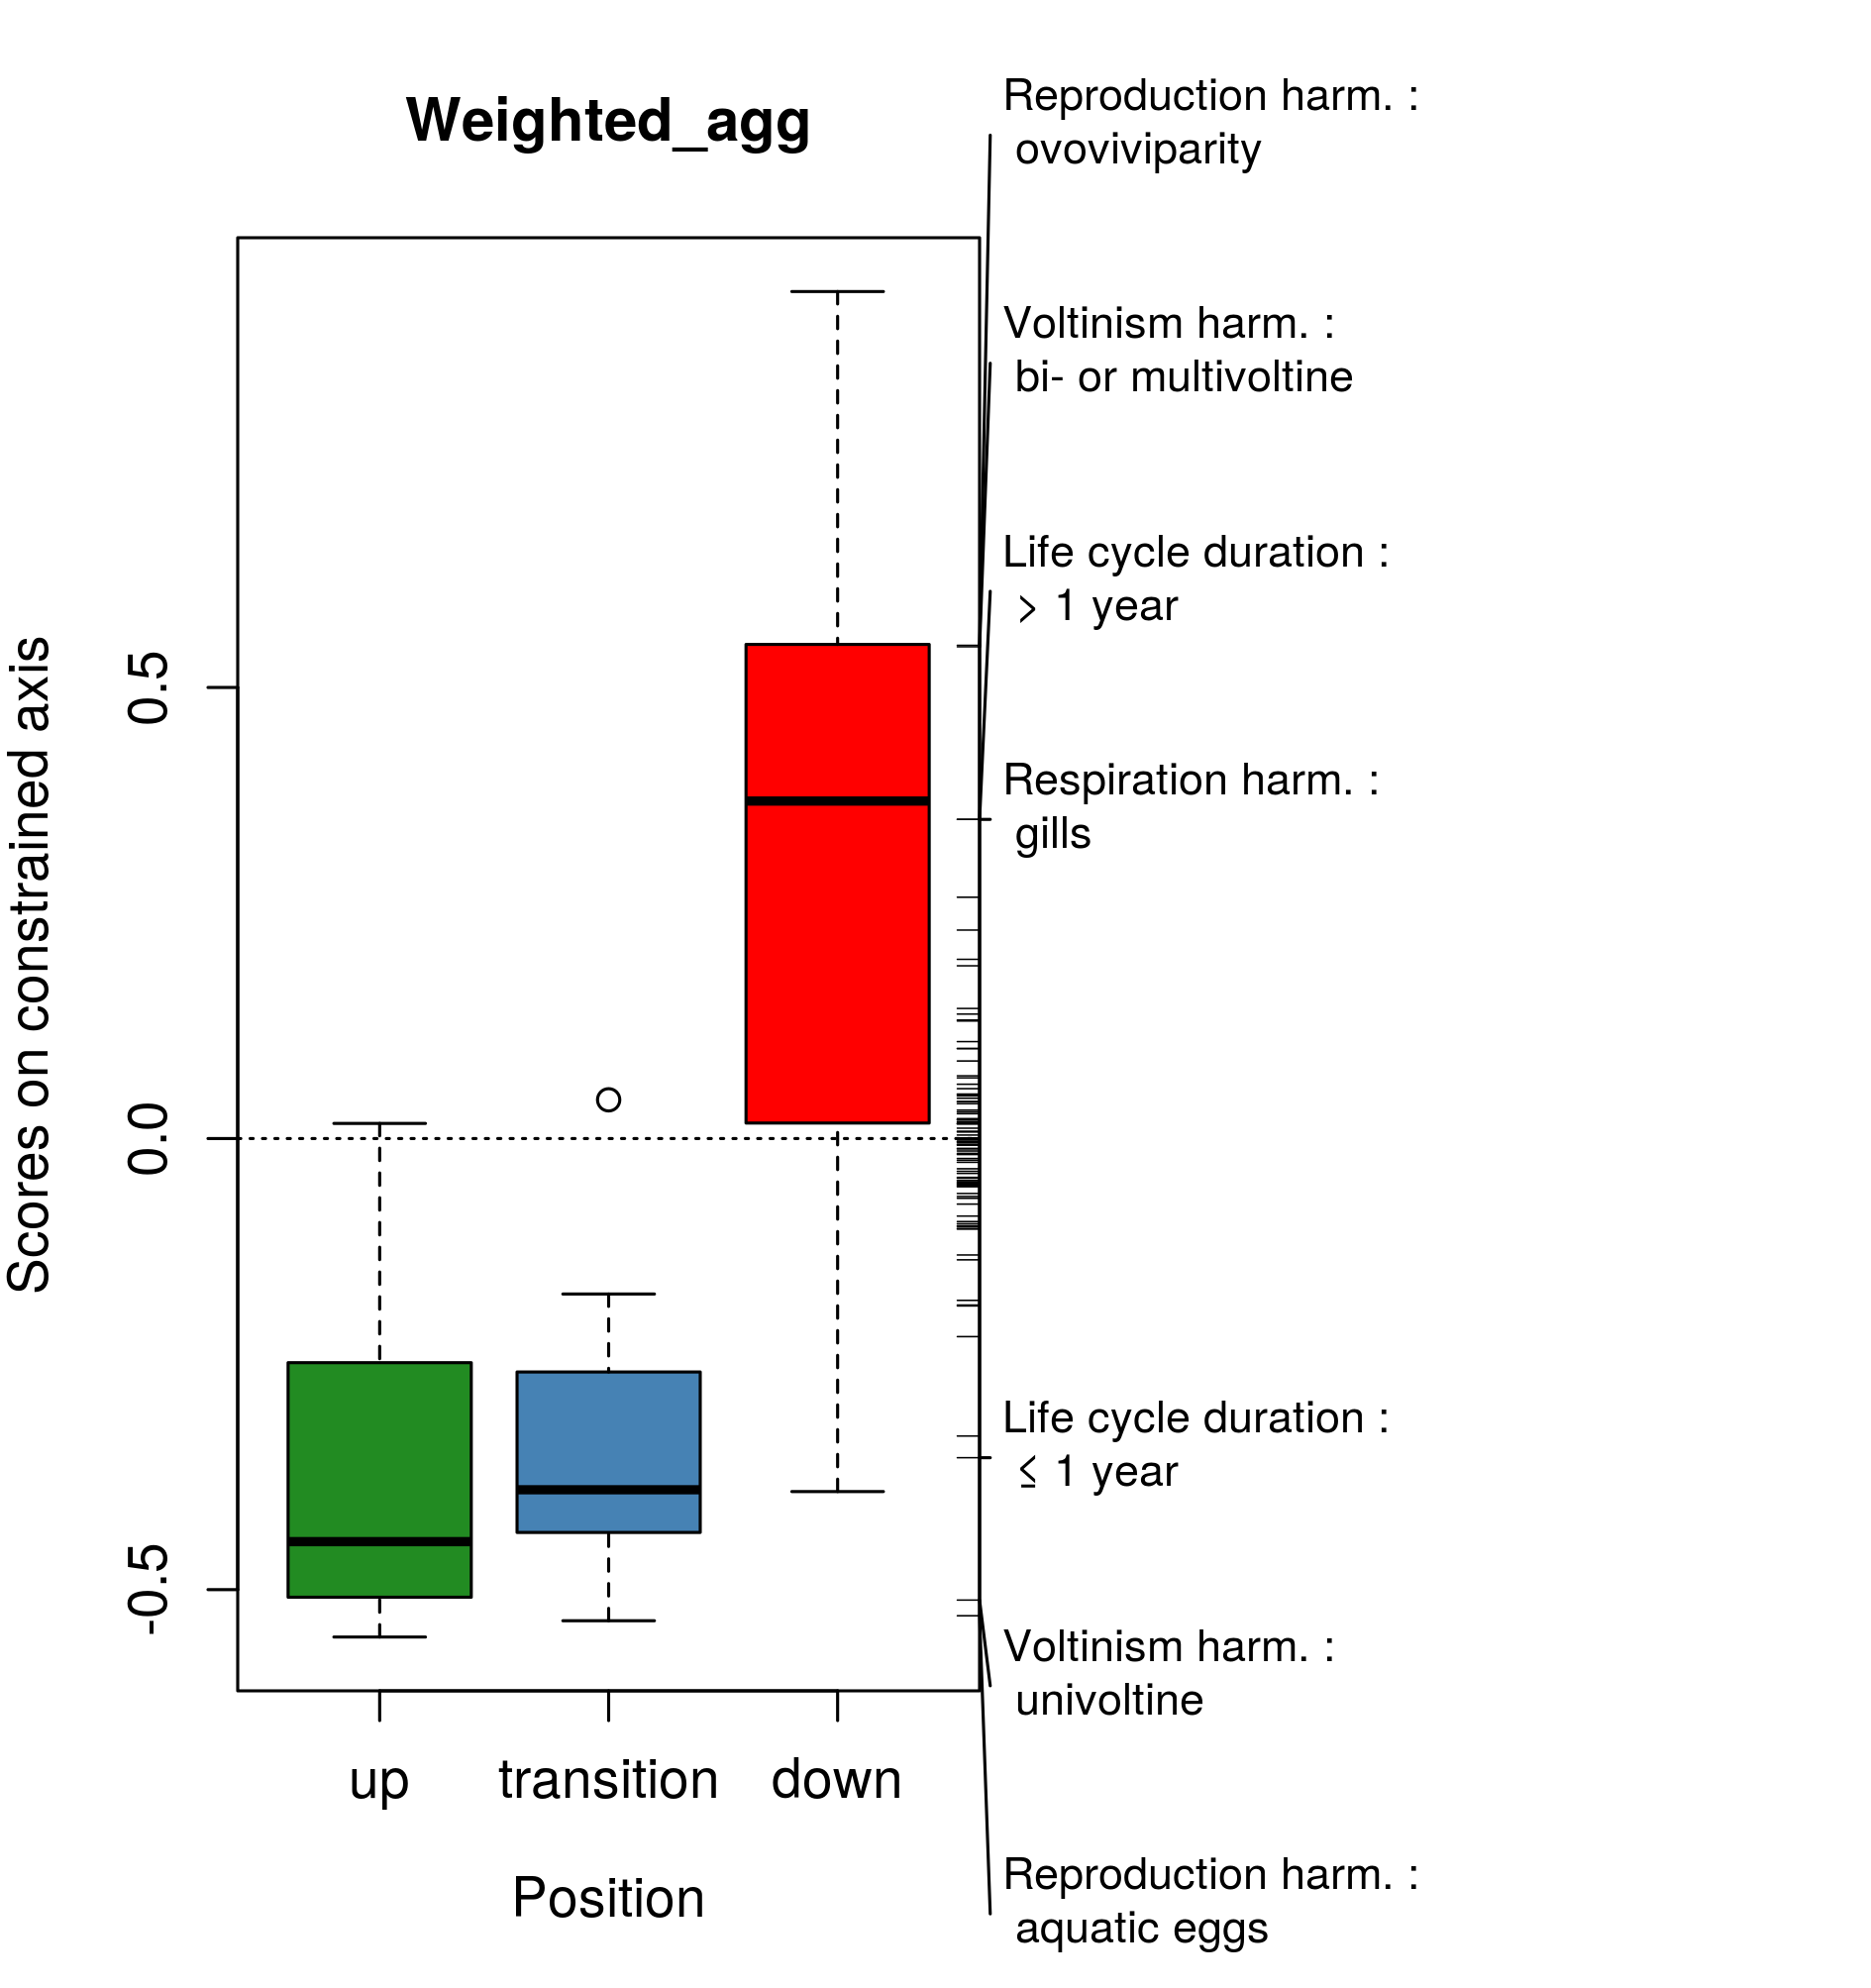 Weighted_agg
Scores on constrained axis
0.5
0.0
-0.5
up
transition
down
Position
Reproduction harm. :
ovoviviparity
Voltinism harm. :
bi- or multivoltine
Life cycle duration :
> 1 year
Respiration harm. :
gills
Life cycle duration :
≤ 1 year
Voltinism harm. :
univoltine
Reproduction harm. :
aquatic eggs